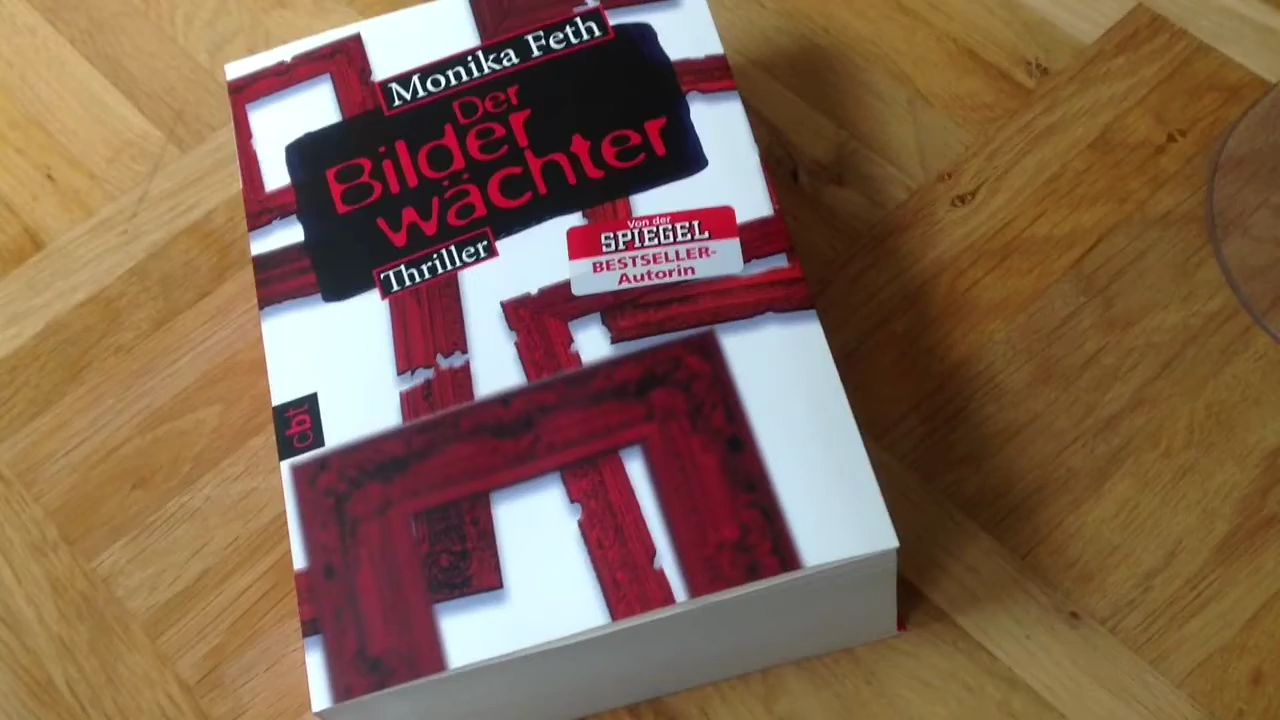 Monika Feth
Der
Bilder
wächter
Thriller
Von der
SPIEGEL
BESTSELLER-
Autorin
cbt